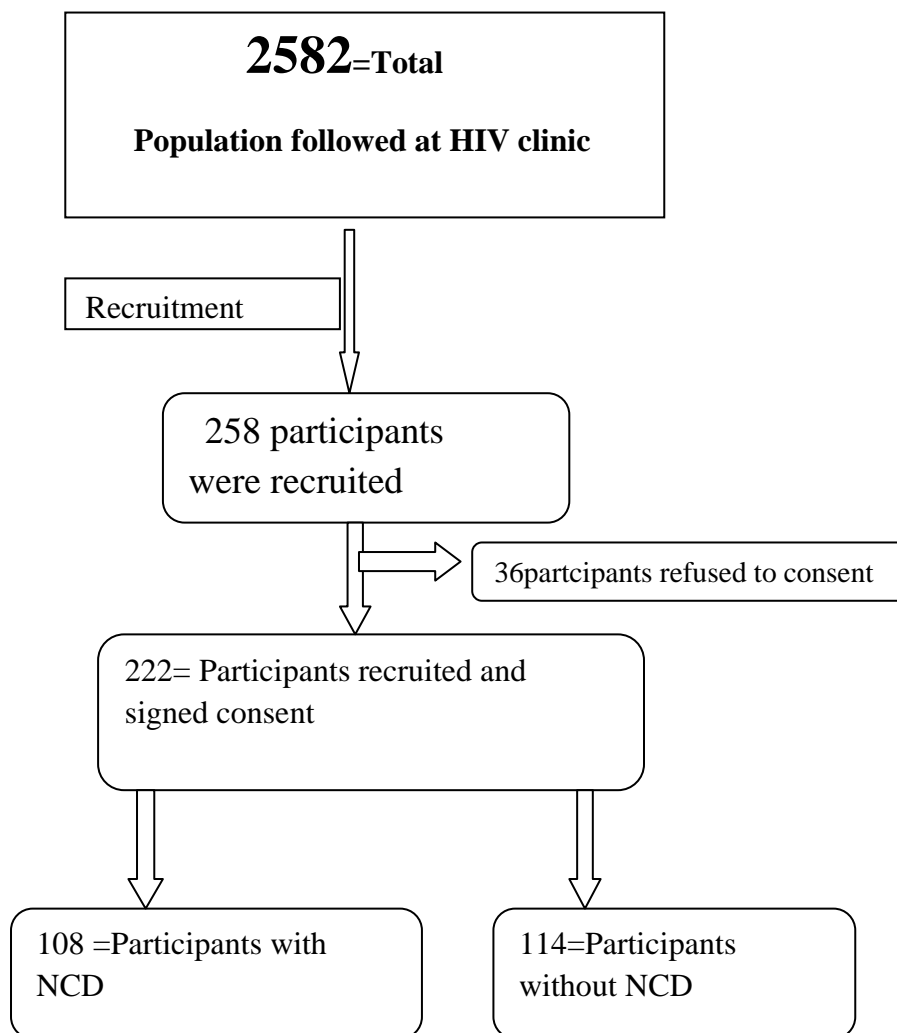 2582=Total
Population followed at HIV clinic
Recruitment
258 participants
were recruited
36partcipants refused to consent
222= Participants recruited and
signed consent
108 =Participants with
NCD
114=Participants
without NCD